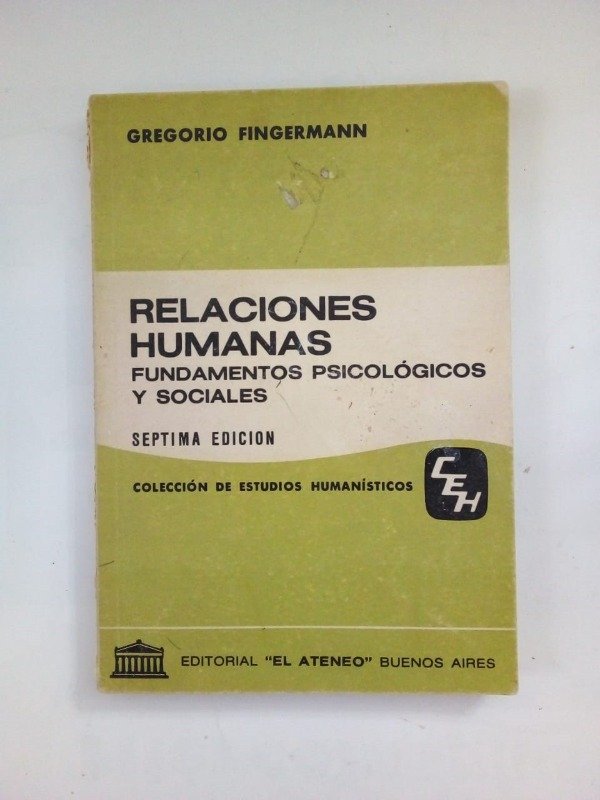 GREGORIO FINGERMANN
RELACIONES
HUMANAS
FUNDAMENTOS PSICOLÓGICOS
Y SOCIALES
SEPTIMA EDICION
COLECCIÓN DE ESTUDIOS HUMANÍSTICOS
CEH
EDITORIAL "EL ATENEO" BUENOS AIRES